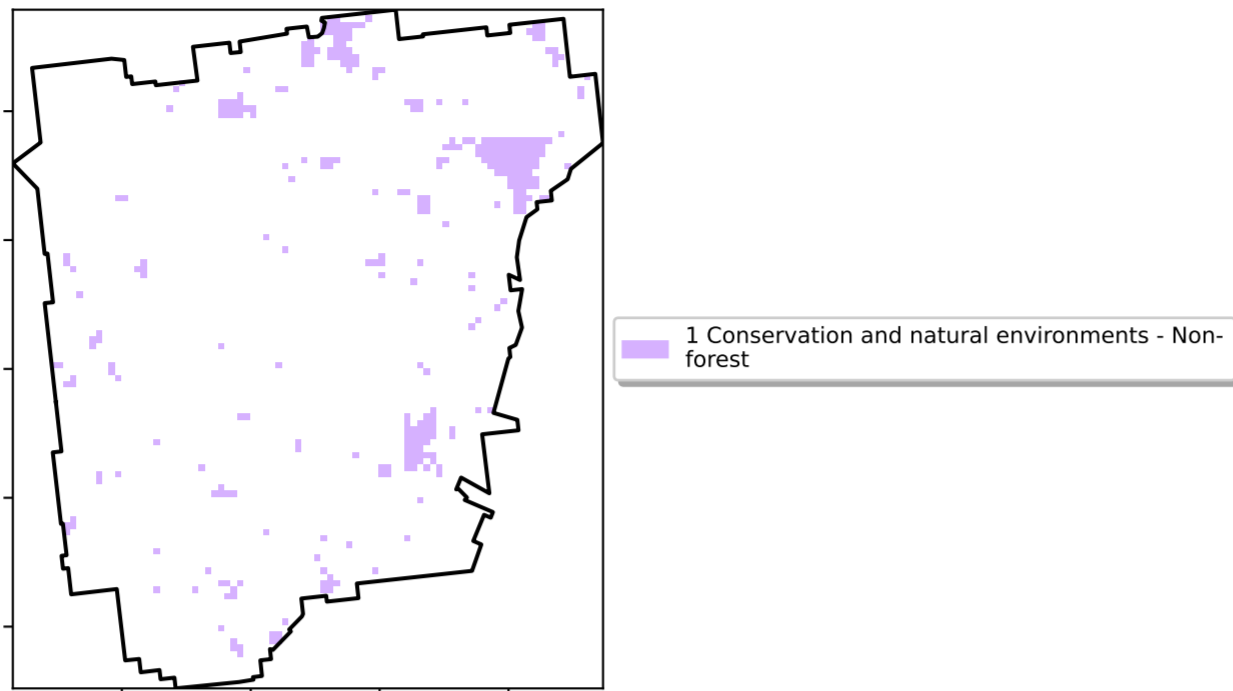 1 Conservation and natural environments - Non-
forest